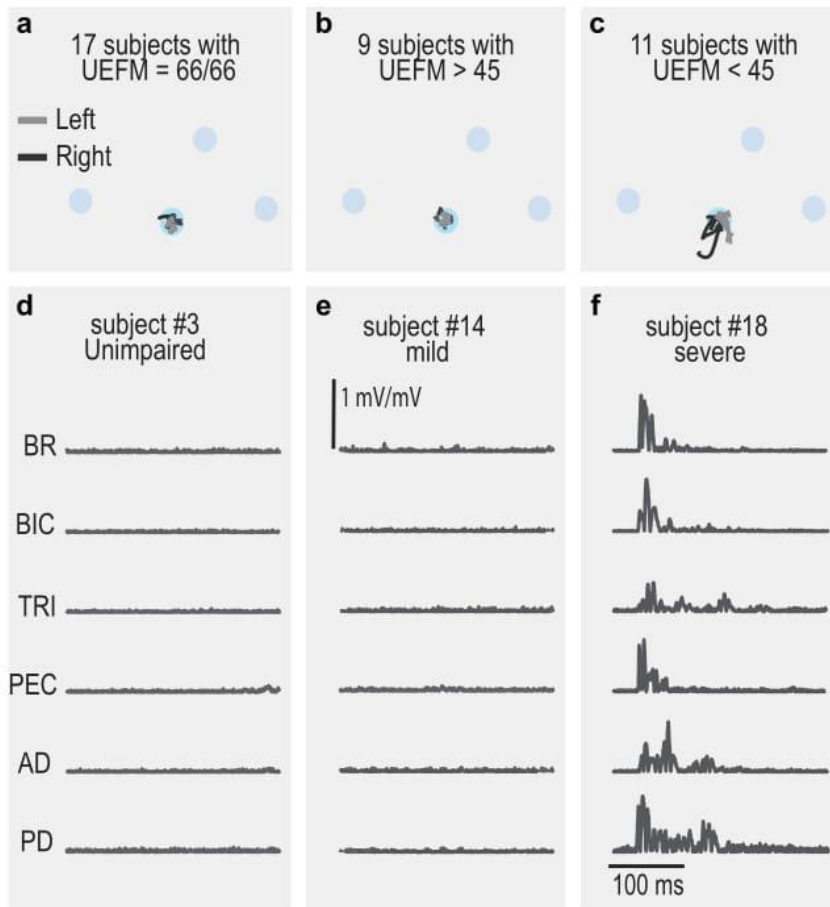 a
17 subjects with
UEFM = 66/66
Left
Right
b
9 subjects with
UEFM > 45
c
11 subjects with
UEFM < 45
d
subject #3
Unimpaired
BR
BIC
TRI
PEC
AD
PD
e
subject #14
mild
1 mV/mV
f
subject #18
severe
100 ms